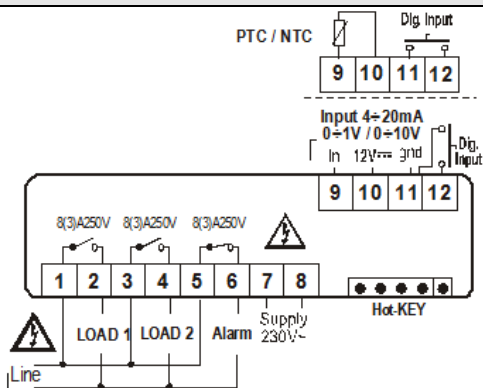 PTC / NTC
Dig. Input
9 10 11 12
Input 4÷20mA
0÷1V / 0÷10V
In 12V⎓ gnd
Dig.
Input
9 10 11 12
8(3)A250V 8(3)A250V 8(3)A250V
1 2 3 4 5 6 7 8
Hot-KEY
LOAD 1 LOAD 2 Alarm Supply
230V~
Line